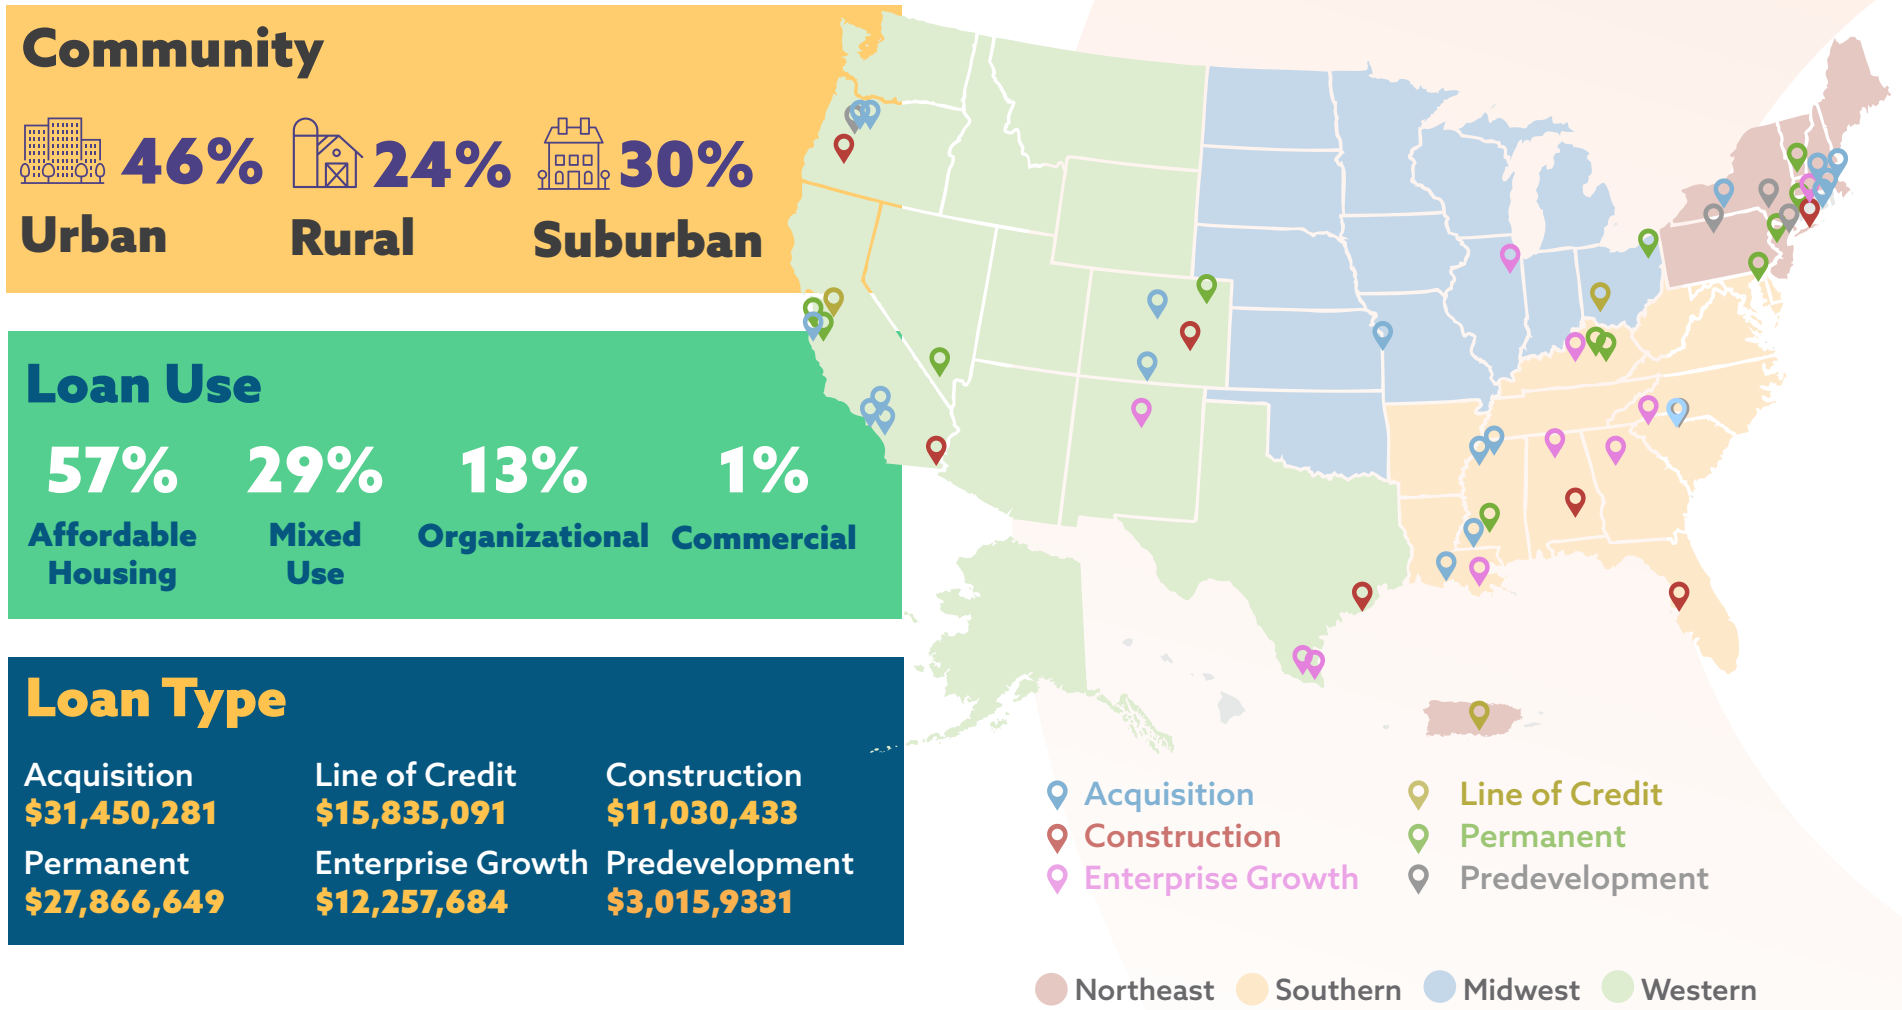 Community
46% 24% 30%
Urban Rural Suburban
Loan Use
57% 29% 13% 1%
Affordable Housing Mixed Use Organizational Commercial
Loan Type
Acquisition Line of Credit Construction
$31,450,281 $15,835,091 $11,030,433
Permanent Enterprise Growth Predevelopment
$27,866,649 $12,257,684 $3,015,9331
Acquisition Line of Credit
Construction Permanent
Enterprise Growth Predevelopment
Northeast Southern Midwest Western